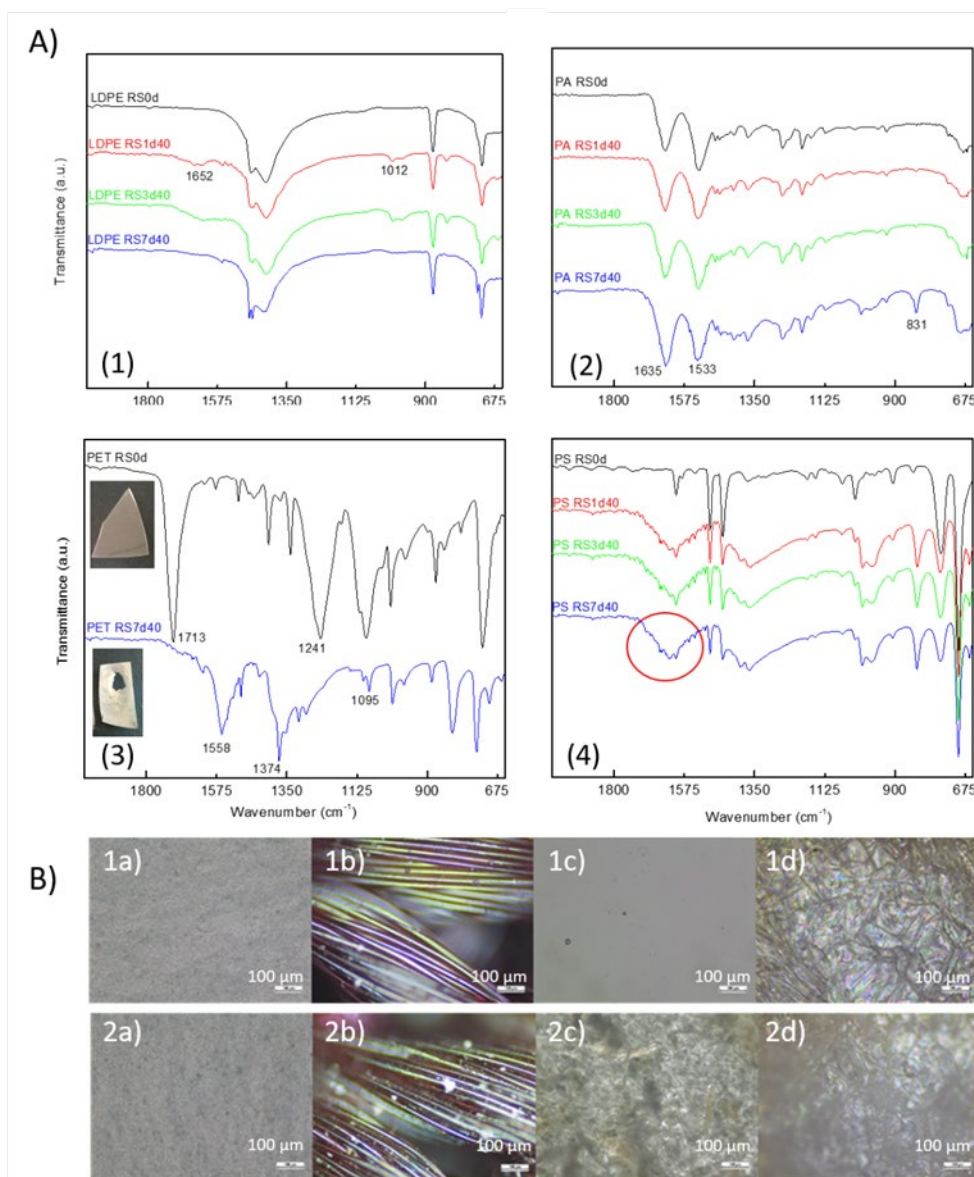 A)
LDPE RS0d
LDPE RS1d40
1652
1012
LDPE RS3d40
LDPE RS7d40
Transmittance (a.u.)
(1)
1800 1575 1350 1125 900 675
PA RS0d
PA RS1d40
PA RS3d40
PA RS7d40
831
1635
1533
(2)
1800 1575 1350 1125 900 675
PET RS0d
1713
1241
PET RS7d40
1095
1558
1374
Transmittance (a.u.)
(3)
1800 1575 1350 1125 900 675
Wavenumber (cm⁻¹)
PS RS0d
PS RS1d40
PS RS3d40
PS RS7d40
(4)
1800 1575 1350 1125 900 675
Wavenumber (cm⁻¹)
B)
1a) 1b) 1c) 1d)
100 µm 100 µm 100 µm 100 µm
2a) 2b) 2c) 2d)
100 µm 100 µm 100 µm 100 µm